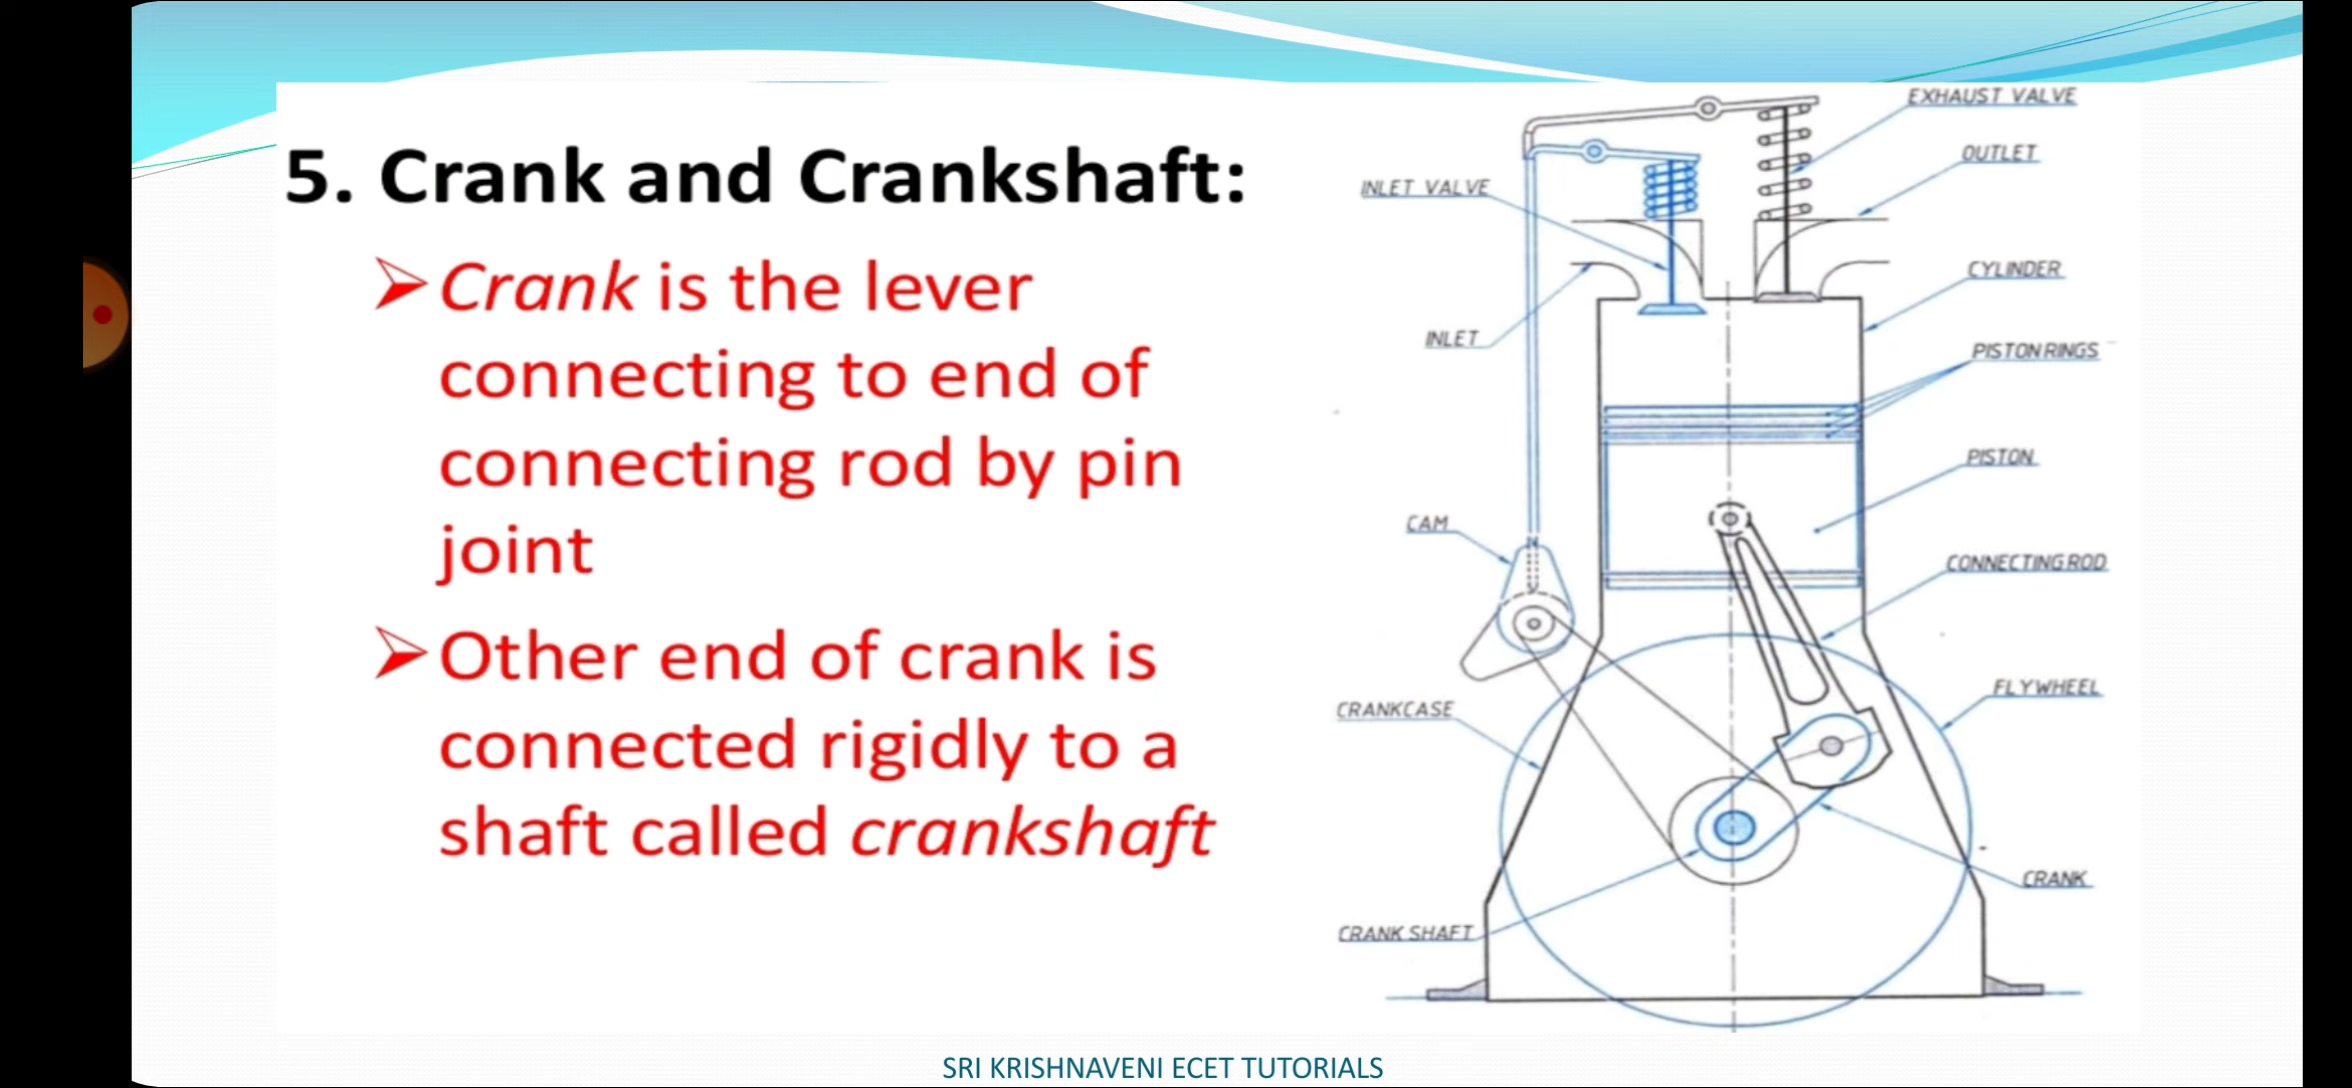 5. Crank and Crankshaft:
Crank is the lever
connecting to end of
connecting rod by pin
joint
Other end of crank is
connected rigidly to a
shaft called crankshaft
EXHAUST VALVE
OUTLET
INLET VALVE
CYLINDER
INLET
PISTON RINGS
PISTON
CAM
CONNECTING ROD
FLYWHEEL
CRANKCASE
CRANK
CRANK SHAFT
SRI KRISHNAVENI ECET TUTORIALS